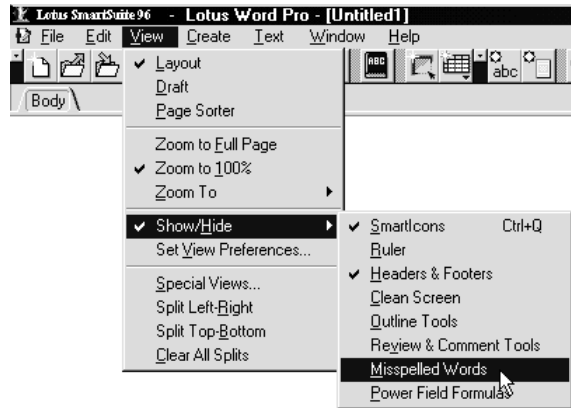 Lotus SmartSuite 96 - Lotus Word Pro - [Untitled1]
File Edit View Create Text Window Help
ABC abc
Body
✔ Layout
Draft
Page Sorter
Zoom to Full Page
✔ Zoom to 100%
Zoom To
✔ Show/Hide
Set View Preferences...
Special Views...
Split Left-Right
Split Top-Bottom
Clear All Splits
✔ SmartIcons Ctrl+Q
Ruler
✔ Headers & Footers
Clean Screen
Outline Tools
Review & Comment Tools
Misspelled Words
Power Field Formulas